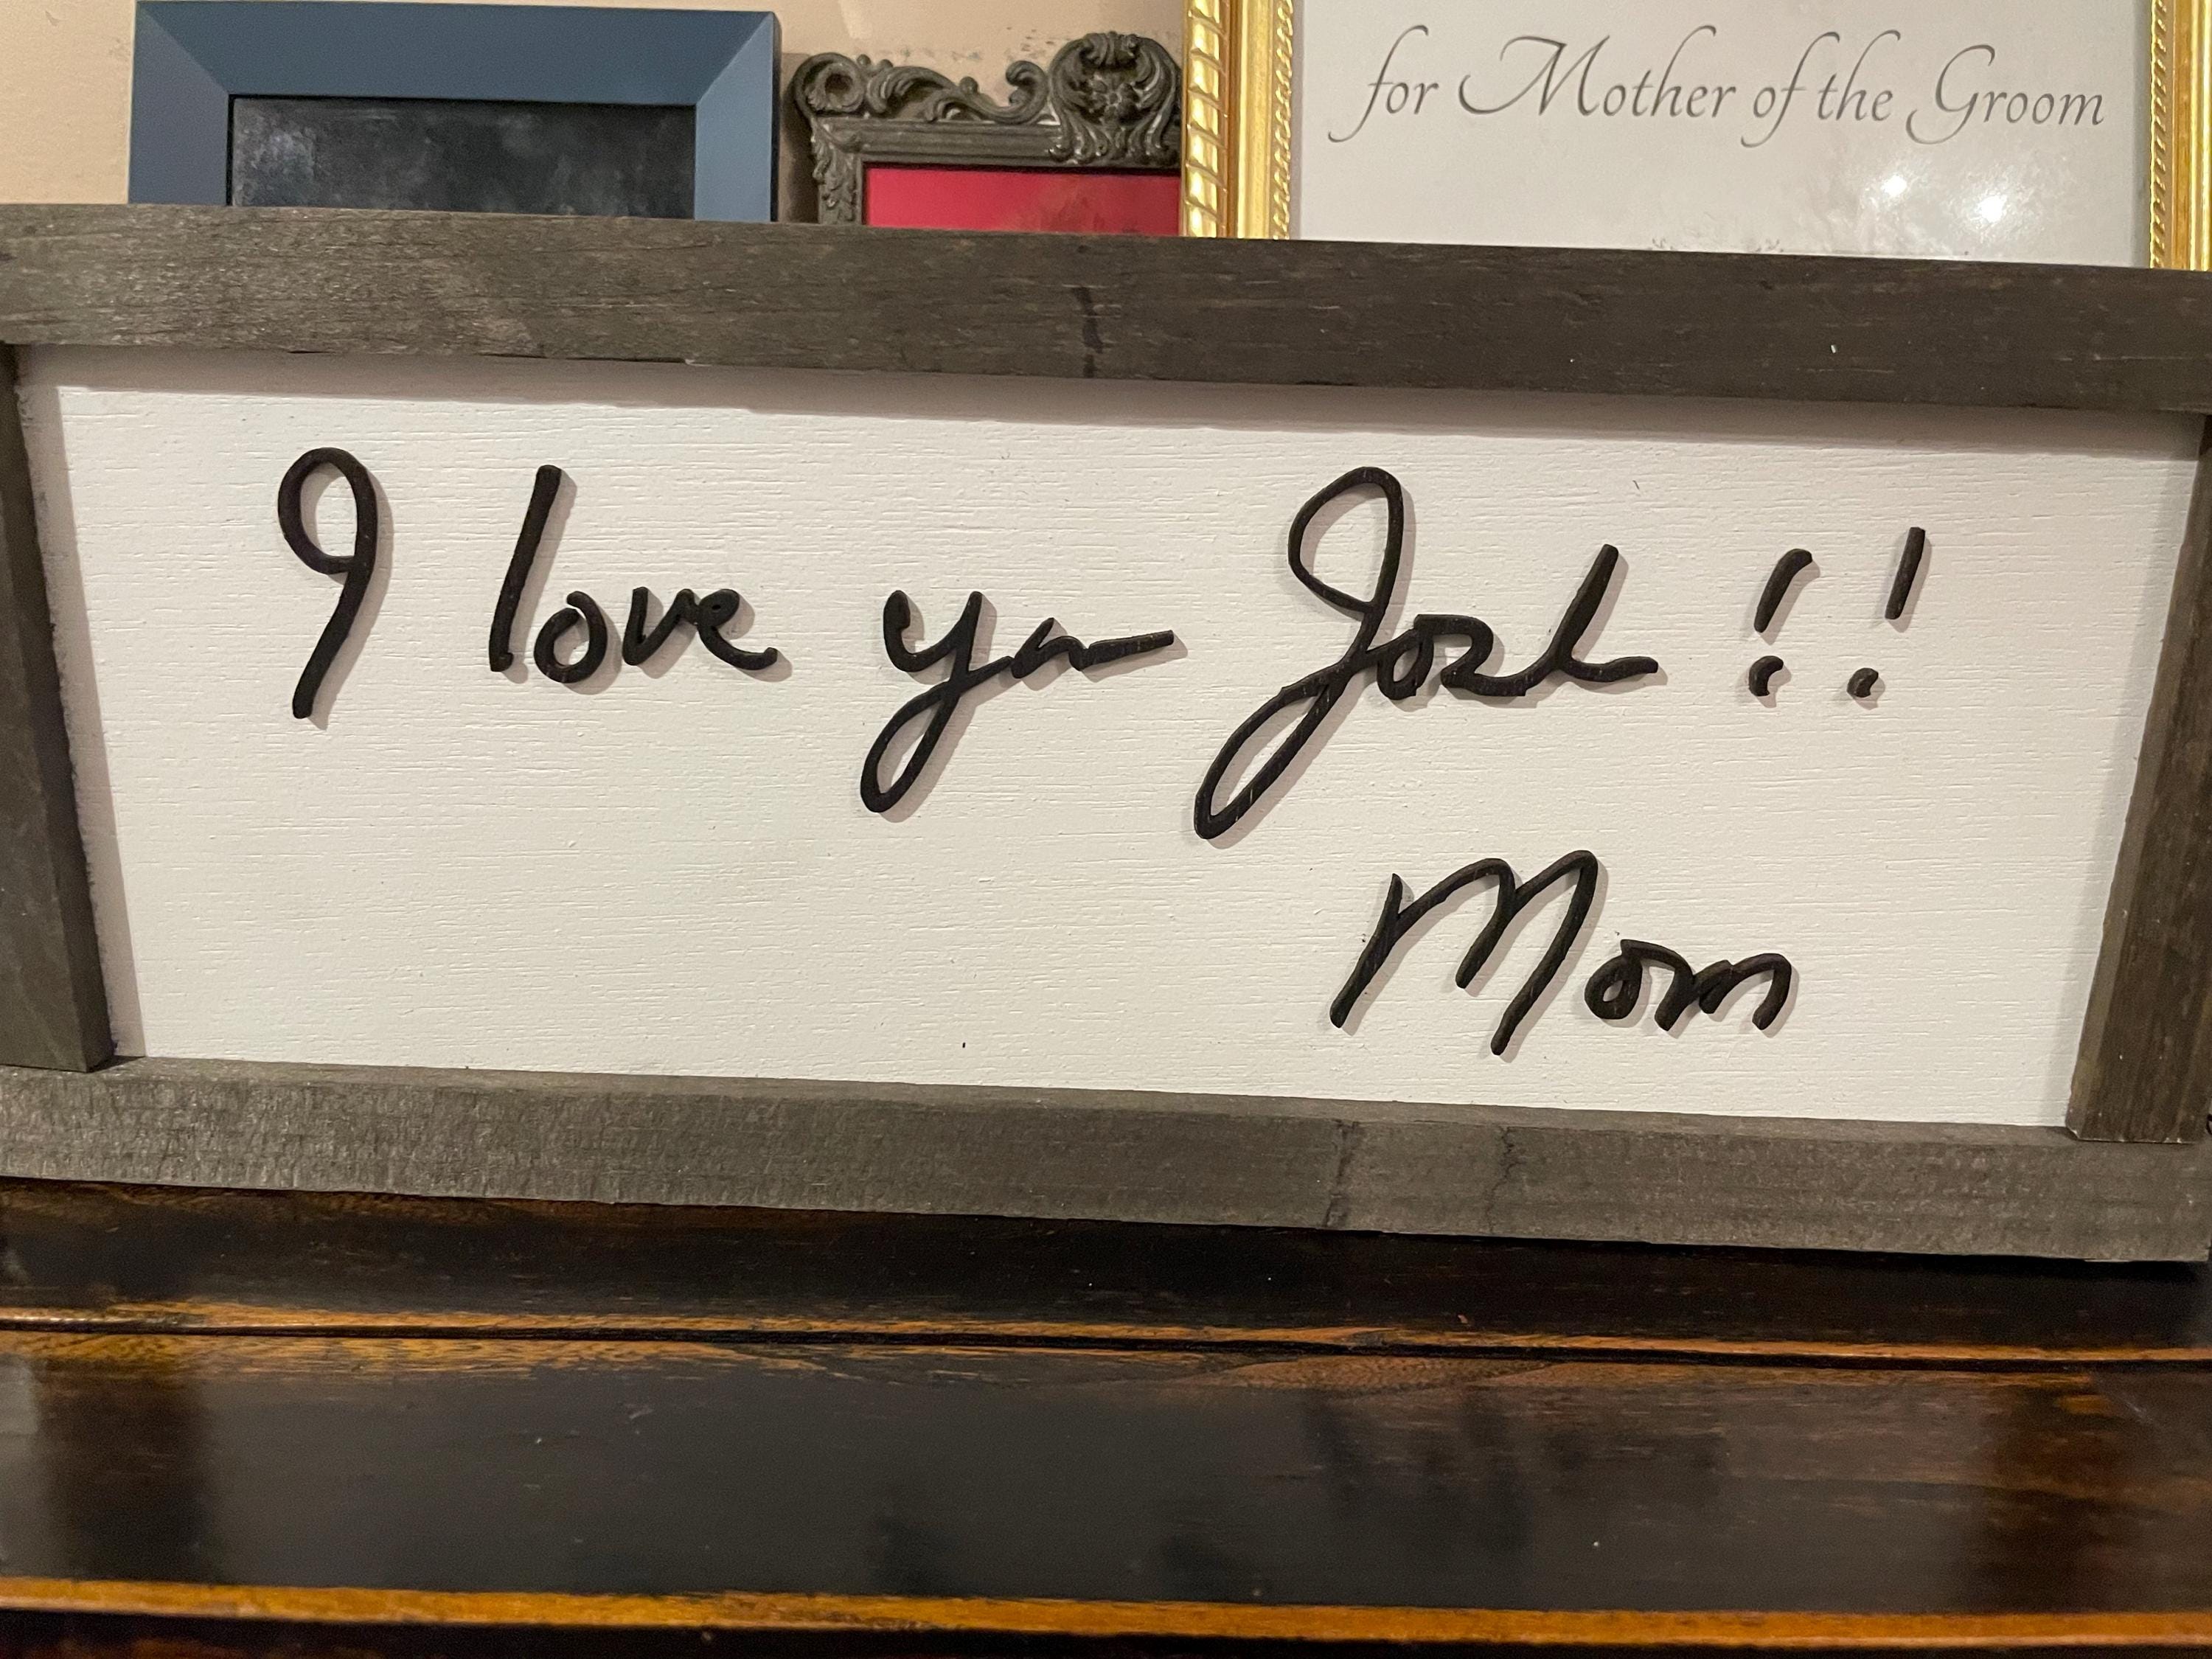 for Mother of the Groom
I love you Josh!!
Mom